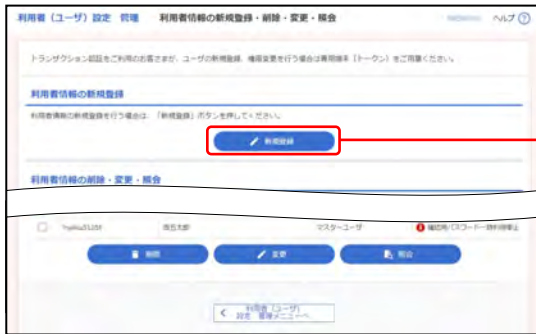 利用者（ユーザ）設定 管理 利用者情報の新規登録・削除・変更・照会
ヘルプ ?
トランザクション認証をご利用のお客さまが、ユーザの新規登録、権限変更を行う場合は専用端末（トークン）をご用意ください。
利用者情報の新規登録
利用者情報の新規登録を行う場合は、「新規登録」ボタンを押してください。
新規登録
利用者情報の削除・変更・照会
マスターユーザ
削除
変更
照会
利用者（ユーザ）
設定 管理メニューへ